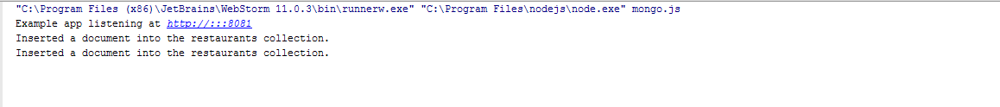 "C:\Program Files (x86)\JetBrains\WebStorm 11.0.3\bin\runnerw.exe" "C:\Program Files\nodejs\node.exe" mongo.js
Example app listening at http://:::8081
Inserted a document into the restaurants collection.
Inserted a document into the restaurants collection.